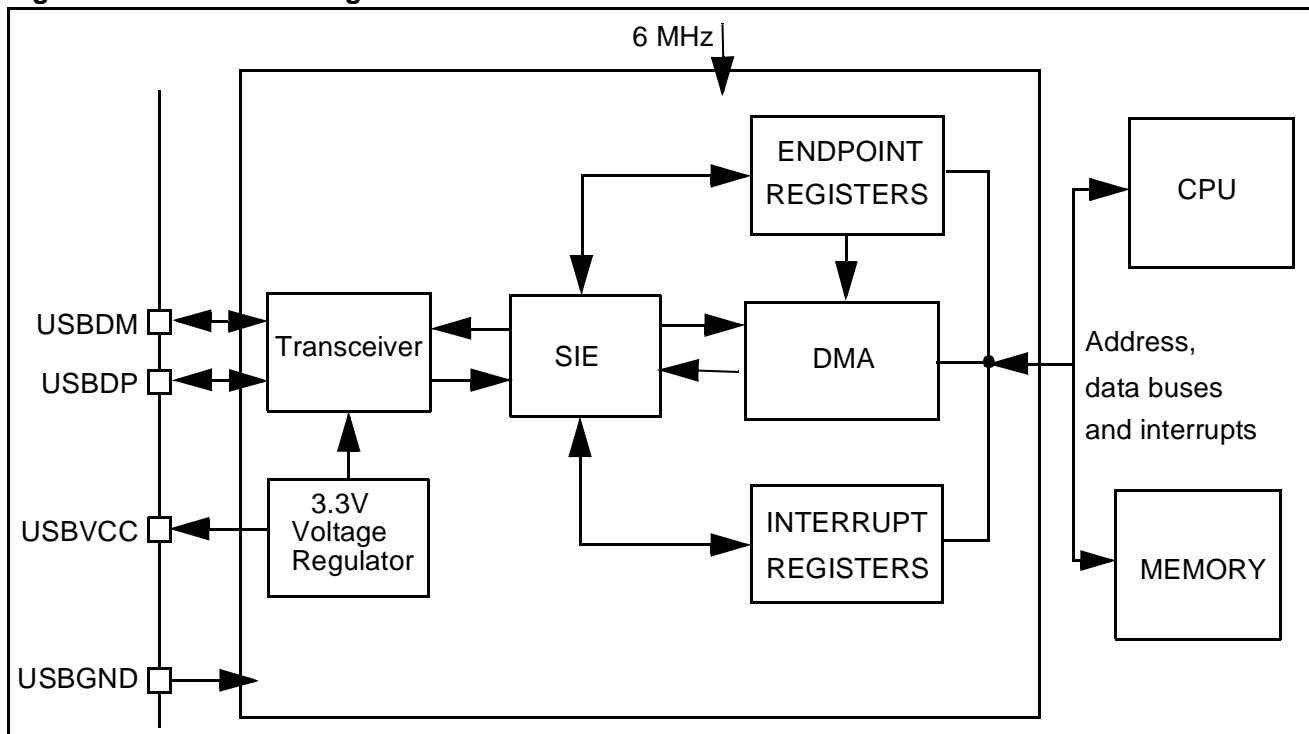 6 MHz
ENDPOINT
REGISTERS
CPU
USBDM
Transceiver
SIE
DMA
Address,
data buses
and interrupts
USBDP
3.3V
Voltage
Regulator
USBVCC
INTERRUPT
REGISTERS
MEMORY
USBGND